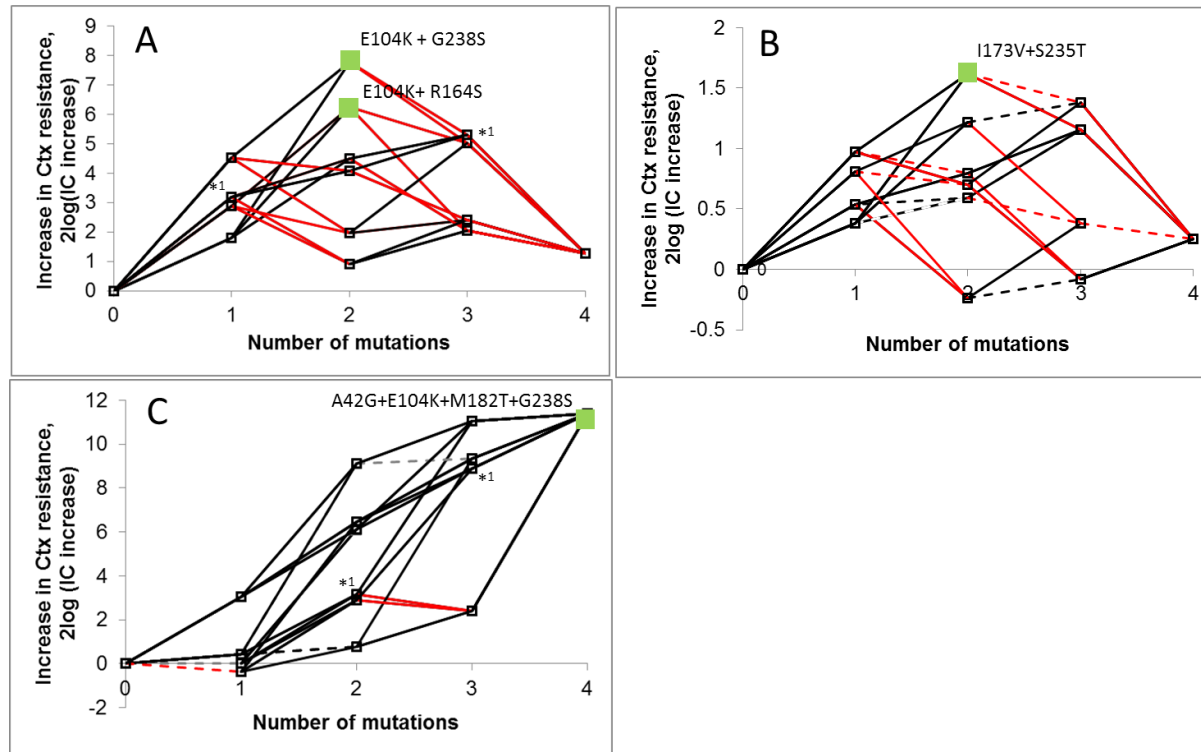 A
E104K + G238S
E104K+ R164S
*1
*1
Increase in Ctx resistance,
2log(IC increase)
9
8
7
6
5
4
3
2
1
0
0
1
2
3
4
Number of mutations
B
I173V+S235T
Increase in Ctx resistance,
2log (IC increase)
2
1.5
1
0.5
0
-0.5
0
0
1
2
3
4
Number of mutations
C
A42G+E104K+M182T+G238S
*1
*1
Increase in Ctx resistance,
2log (IC increase)
12
10
8
6
4
2
0
-2
0
1
2
3
4
Number of mutations